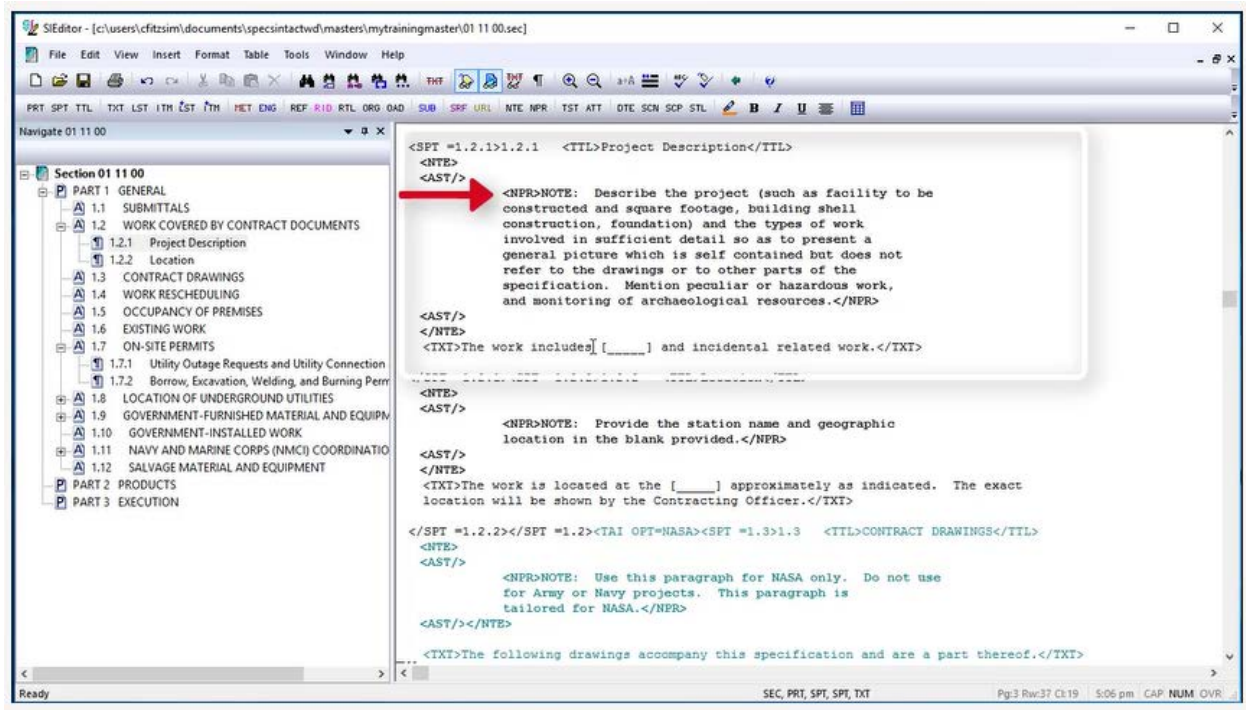 SIEditor - [c:\users\cfitzsim\documents\specsintactwd\masters\mytrainingmaster\01 11 00.sec]
File Edit View Insert Format Table Tools Window Help
PRT SPT TTL TXT LST ITM LST ITM MET ENG REF RID RTL ORG OAD SUB SRF URL NTE NPR TST ATT DTE SCN SCP STL B I U
Navigate 01 11 00
Section 01 11 00
PART 1 GENERAL
1.1 SUBMITTALS
1.2 WORK COVERED BY CONTRACT DOCUMENTS
1.2.1 Project Description
1.2.2 Location
1.3 CONTRACT DRAWINGS
1.4 WORK RESCHEDULING
1.5 OCCUPANCY OF PREMISES
1.6 EXISTING WORK
1.7 ON-SITE PERMITS
1.7.1 Utility Outage Requests and Utility Connection
1.7.2 Borrow, Excavation, Welding, and Burning Perm
1.8 LOCATION OF UNDERGROUND UTILITIES
1.9 GOVERNMENT-FURNISHED MATERIAL AND EQUIPM
1.10 GOVERNMENT-INSTALLED WORK
1.11 NAVY AND MARINE CORPS (NMCI) COORDINATIO
1.12 SALVAGE MATERIAL AND EQUIPMENT
PART 2 PRODUCTS
PART 3 EXECUTION
<SPT =1.2.1>1.2.1 <TTL>Project Description</TTL>
<NTE>
<AST/>
<NPR>NOTE: Describe the project (such as facility to be
constructed and square footage, building shell
construction, foundation) and the types of work
involved in sufficient detail so as to present a
general picture which is self contained but does not
refer to the drawings or to other parts of the
specification. Mention peculiar or hazardous work,
and monitoring of archaeological resources.</NPR>
<AST/>
</NTE>
<TXT>The work includes [_____] and incidental related work.</TXT>
<NTE>
<AST/>
<NPR>NOTE: Provide the station name and geographic
location in the blank provided.</NPR>
<AST/>
</NTE>
<TXT>The work is located at the [_____] approximately as indicated. The exact
location will be shown by the Contracting Officer.</TXT>
</SPT =1.2.2></SPT =1.2><TAI OPT=NASA><SPT =1.3>1.3 <TTL>CONTRACT DRAWINGS</TTL>
<NTE>
<AST/>
<NPR>NOTE: Use this paragraph for NASA only. Do not use
for Army or Navy projects. This paragraph is
tailored for NASA.</NPR>
<AST/></NTE>
<TXT>The following drawings accompany this specification and are a part thereof.</TXT>
Ready
SEC, PRT, SPT, SPT, TXT
Pg:3 Rw:37 Cl:19 5:06 pm CAP NUM OVR